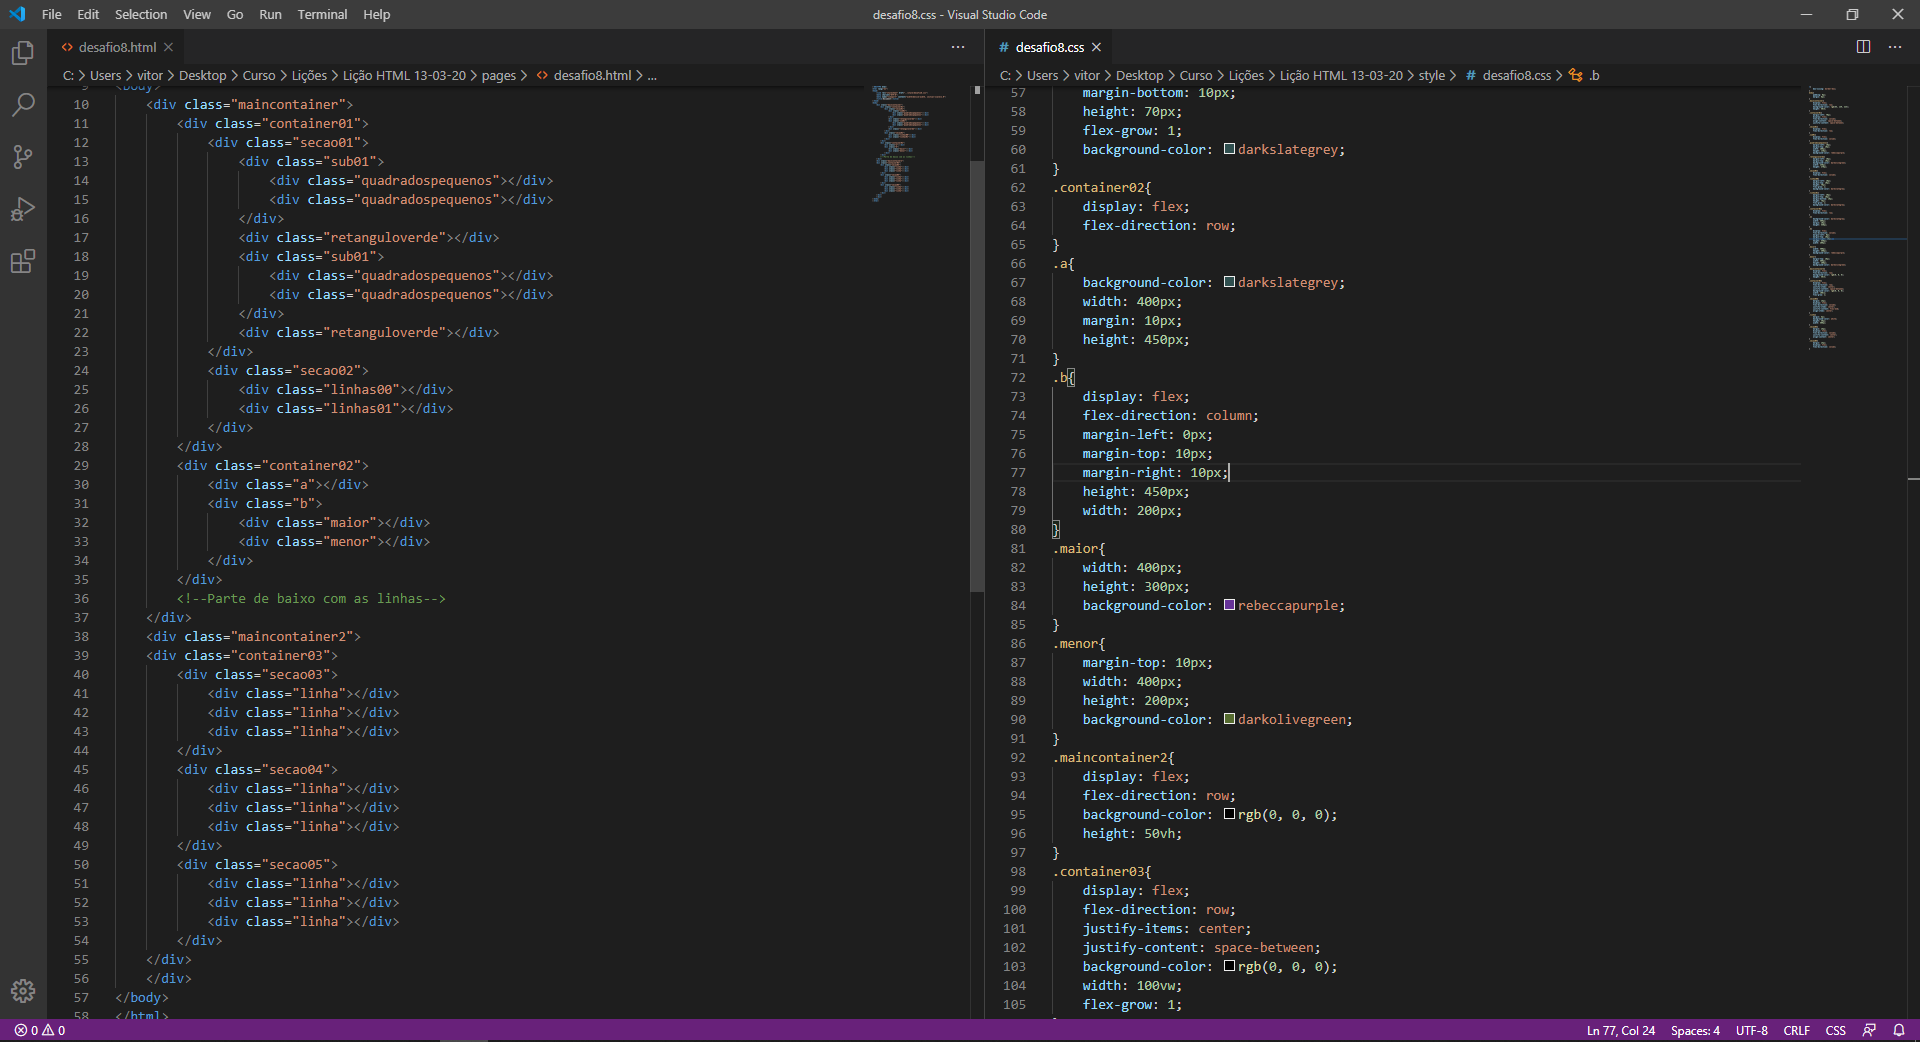 File Edit Selection View Go Run Terminal Help
desafio8.css - Visual Studio Code
desafio8.html
C: > Users > vitor > Desktop > Curso > Lições > Lição HTML 13-03-20 > pages > desafio8.html > ...
9 <body>
10 <div class="maincontainer">
11 <div class="container01">
12 <div class="secao01">
13 <div class="sub01">
14 <div class="quadradospequenos"></div>
15 <div class="quadradospequenos"></div>
16 </div>
17 <div class="retanguloverde"></div>
18 <div class="sub01">
19 <div class="quadradospequenos"></div>
20 <div class="quadradospequenos"></div>
21 </div>
22 <div class="retanguloverde"></div>
23 </div>
24 <div class="secao02">
25 <div class="linhas00"></div>
26 <div class="linhas01"></div>
27 </div>
28 </div>
29 <div class="container02">
30 <div class="a"></div>
31 <div class="b">
32 <div class="maior"></div>
33 <div class="menor"></div>
34 </div>
35 </div>
36 <!--Parte de baixo com as linhas-->
37 </div>
38 <div class="maincontainer2">
39 <div class="container03">
40 <div class="secao03">
41 <div class="linha"></div>
42 <div class="linha"></div>
43 <div class="linha"></div>
44 </div>
45 <div class="secao04">
46 <div class="linha"></div>
47 <div class="linha"></div>
48 <div class="linha"></div>
49 </div>
50 <div class="secao05">
51 <div class="linha"></div>
52 <div class="linha"></div>
53 <div class="linha"></div>
54 </div>
55 </div>
56 </div>
57 </body>
58 </html>
desafio8.css
C: > Users > vitor > Desktop > Curso > Lições > Lição HTML 13-03-20 > style > # desafio8.css > .b
57 margin-bottom: 10px;
58 height: 70px;
59 flex-grow: 1;
60 background-color: darkslategrey;
61 }
62 .container02{
63 display: flex;
64 flex-direction: row;
65 }
66 .a{
67 background-color: darkslategrey;
68 width: 400px;
69 margin: 10px;
70 height: 450px;
71 }
72 .b{
73 display: flex;
74 flex-direction: column;
75 margin-left: 0px;
76 margin-top: 10px;
77 margin-right: 10px;
78 height: 450px;
79 width: 200px;
80 }
81 .maior{
82 width: 400px;
83 height: 300px;
84 background-color: rebeccapurple;
85 }
86 .menor{
87 margin-top: 10px;
88 width: 400px;
89 height: 200px;
90 background-color: darkolivegreen;
91 }
92 .maincontainer2{
93 display: flex;
94 flex-direction: row;
95 background-color: rgb(0, 0, 0);
96 height: 50vh;
97 }
98 .container03{
99 display: flex;
100 flex-direction: row;
101 justify-items: center;
102 justify-content: space-between;
103 background-color: rgb(0, 0, 0);
104 width: 100vw;
105 flex-grow: 1;
0 0
Ln 77, Col 24 Spaces: 4 UTF-8 CRLF CSS